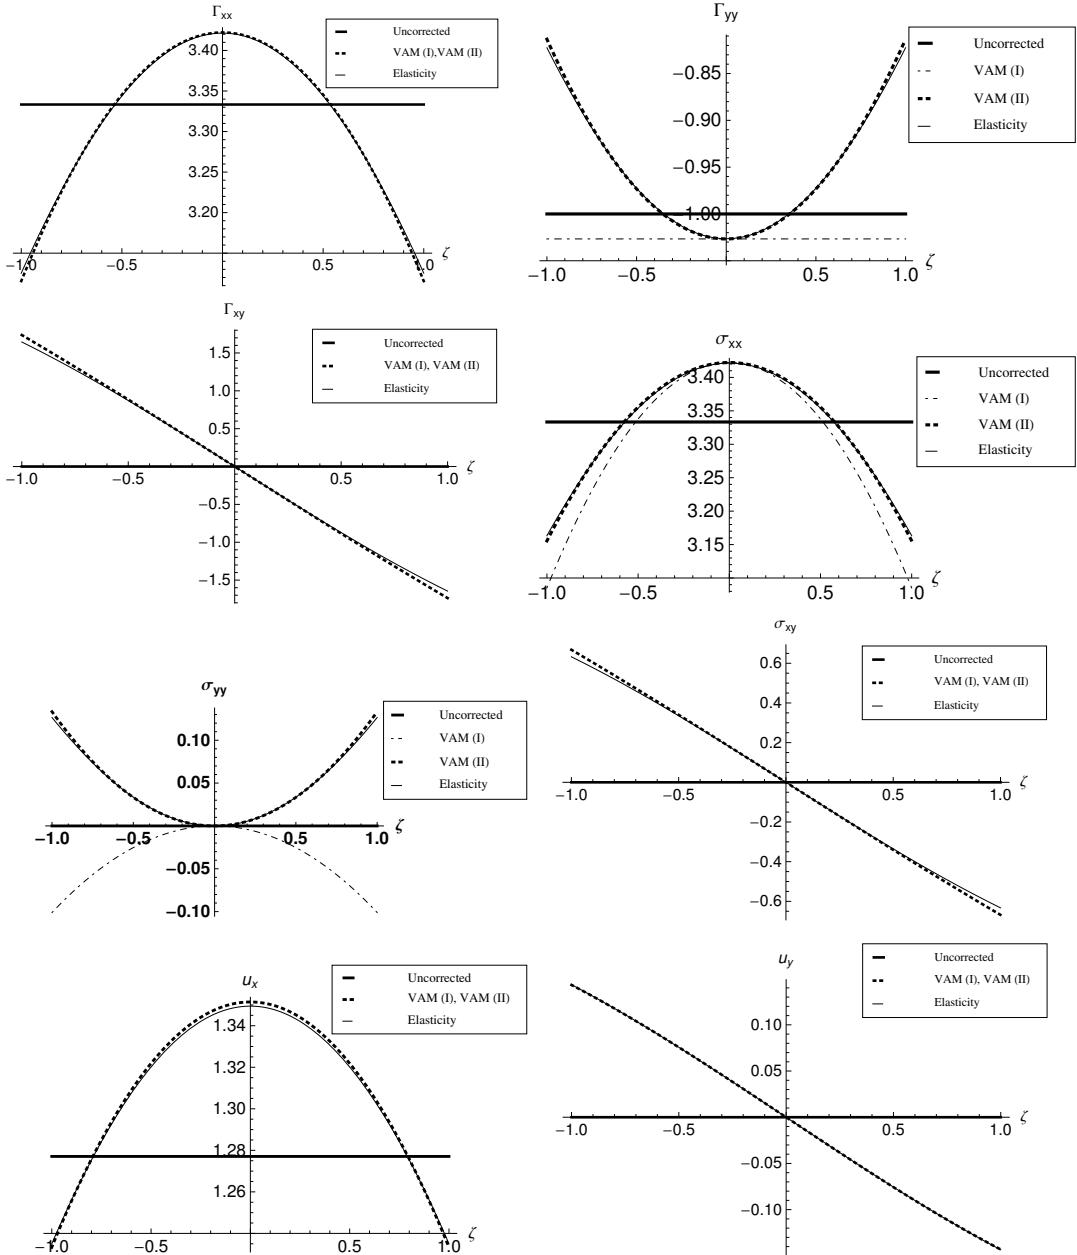 Γxx
Uncorrected
VAM (I),VAM (II)
Elasticity
3.40
3.35
3.30
3.25
3.20
-1.0 -0.5 0.5 1.0 ζ
Γyy
Uncorrected
VAM (I)
VAM (II)
Elasticity
-0.85
-0.90
-0.95
-1.00
-1.0 -0.5 0.5 1.0 ζ
Γxy
Uncorrected
VAM (I), VAM (II)
Elasticity
1.5
1.0
0.5
-1.0 -0.5 0.5 1.0 ζ
-0.5
-1.0
-1.5
σxx
Uncorrected
VAM (I)
VAM (II)
Elasticity
3.40
3.35
3.30
3.25
3.20
3.15
-1.0 -0.5 0.5 1.0 ζ
σyy
Uncorrected
VAM (I)
VAM (II)
Elasticity
0.10
0.05
-1.0 -0.5 0.5 1.0 ζ
-0.05
-0.10
σxy
Uncorrected
VAM (I), VAM (II)
Elasticity
0.6
0.4
0.2
-1.0 -0.5 0.5 1.0 ζ
-0.2
-0.4
-0.6
ux
Uncorrected
VAM (I), VAM (II)
Elasticity
1.34
1.32
1.30
1.28
1.26
-1.0 -0.5 0.5 1.0 ζ
uy
Uncorrected
VAM (I), VAM (II)
Elasticity
0.10
0.05
-1.0 -0.5 0.5 1.0 ζ
-0.05
-0.10